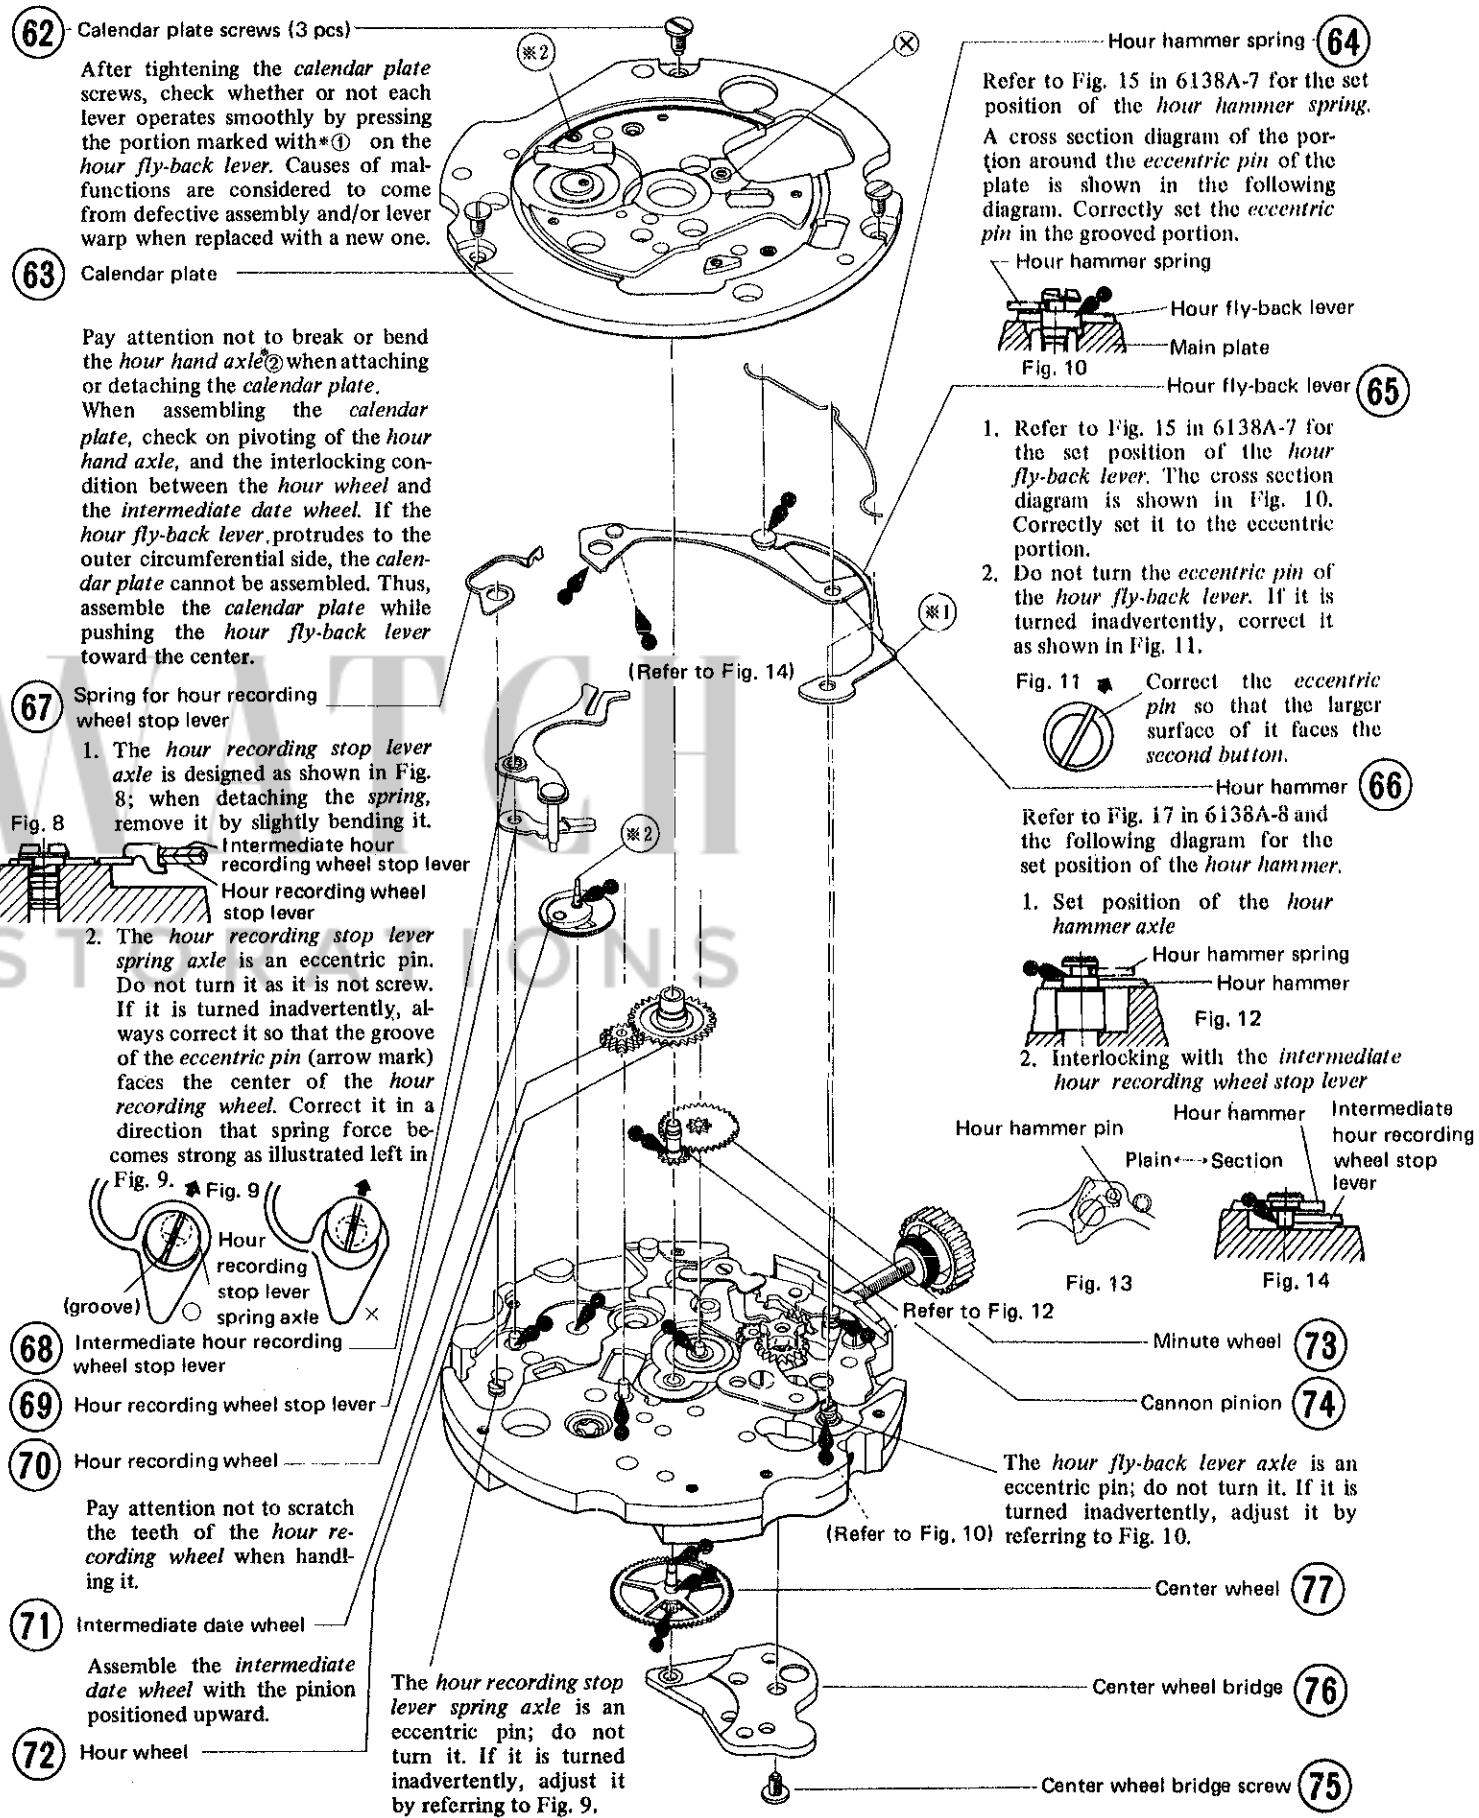 62 Calendar plate screws (3 pcs)
After tightening the calendar plate
screws, check whether or not each
lever operates smoothly by pressing
the portion marked with*① on the
hour fly-back lever. Causes of mal-
functions are considered to come
from defective assembly and/or lever
warp when replaced with a new one.
63 Calendar plate
Pay attention not to break or bend
the hour hand axle*② when attaching
or detaching the calendar plate.
When assembling the calendar
plate, check on pivoting of the hour
hand axle, and the interlocking con-
dition between the hour wheel and
the intermediate date wheel. If the
hour fly-back lever protrudes to the
outer circumferential side, the calen-
dar plate cannot be assembled. Thus,
assemble the calendar plate while
pushing the hour fly-back lever
toward the center.
67 Spring for hour recording
wheel stop lever
1. The hour recording stop lever
axle is designed as shown in Fig.
8; when detaching the spring,
remove it by slightly bending it.
Fig. 8
Intermediate hour
recording wheel stop lever
Hour recording wheel
stop lever
2. The hour recording stop lever
spring axle is an eccentric pin.
Do not turn it as it is not screw.
If it is turned inadvertently, al-
ways correct it so that the groove
of the eccentric pin (arrow mark)
faces the center of the hour
recording wheel. Correct it in a
direction that spring force be-
comes strong as illustrated left in
Fig. 9.
Fig. 9
Hour
recording
stop lever
spring axle
(groove)
○
×
68 Intermediate hour recording
wheel stop lever
69 Hour recording wheel stop lever
70 Hour recording wheel
Pay attention not to scratch
the teeth of the hour re-
cording wheel when handl-
ing it.
71 Intermediate date wheel
Assemble the intermediate
date wheel with the pinion
positioned upward.
72 Hour wheel
※2
×
(Refer to Fig. 14)
※1
※2
WATCH
STORATIONS
Refer to Fig. 12
(Refer to Fig. 10)
The hour recording stop
lever spring axle is an
eccentric pin; do not
turn it. If it is turned
inadvertently, adjust it
by referring to Fig. 9.
Hour hammer spring 64
Refer to Fig. 15 in 6138A-7 for the set
position of the hour hammer spring.
A cross section diagram of the por-
tion around the eccentric pin of the
plate is shown in the following
diagram. Correctly set the eccentric
pin in the grooved portion.
Hour hammer spring
Hour fly-back lever
Main plate
Fig. 10
Hour fly-back lever 65
1. Refer to Fig. 15 in 6138A-7 for
the set position of the hour
fly-back lever. The cross section
diagram is shown in Fig. 10.
Correctly set it to the eccentric
portion.
2. Do not turn the eccentric pin of
the hour fly-back lever. If it is
turned inadvertently, correct it
as shown in Fig. 11.
Fig. 11
Correct the eccentric
pin so that the larger
surface of it faces the
second button.
Hour hammer 66
Refer to Fig. 17 in 6138A-8 and
the following diagram for the
set position of the hour hammer.
1. Set position of the hour
hammer axle
Hour hammer spring
Hour hammer
Fig. 12
2. Interlocking with the intermediate
hour recording wheel stop lever
Hour hammer pin
Hour hammer
Intermediate
hour recording
wheel stop
lever
Plain←-→Section
Fig. 13
Fig. 14
Minute wheel 73
Cannon pinion 74
The hour fly-back lever axle is an
eccentric pin; do not turn it. If it is
turned inadvertently, adjust it by
referring to Fig. 10.
Center wheel 77
Center wheel bridge 76
Center wheel bridge screw 75